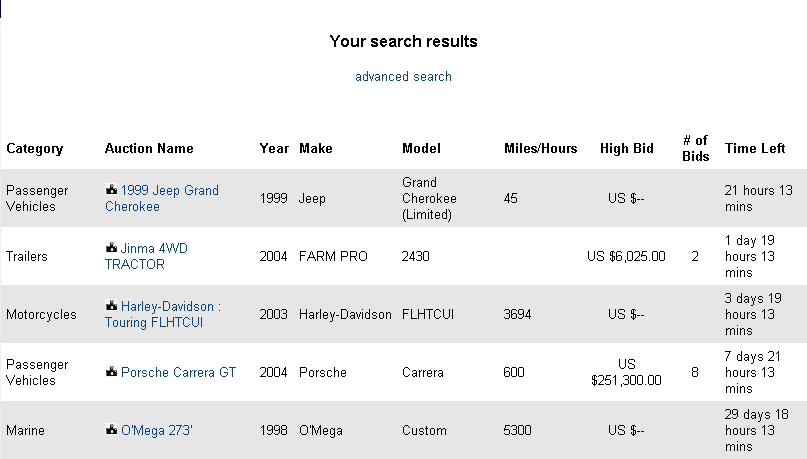 Your search results
advanced search
Category Auction Name Year Make Model Miles/Hours High Bid # of Bids Time Left
Passenger Vehicles 1999 Jeep Grand Cherokee 1999 Jeep Grand Cherokee (Limited) 45 US $-- 21 hours 13 mins
Trailers Jinma 4WD TRACTOR 2004 FARM PRO 2430 US $6,025.00 2 1 day 19 hours 13 mins
Motorcycles Harley-Davidson : Touring FLHTCUI 2003 Harley-Davidson FLHTCUI 3694 US $-- 3 days 19 hours 13 mins
Passenger Vehicles Porsche Carrera GT 2004 Porsche Carrera 600 US $251,300.00 8 7 days 21 hours 13 mins
Marine O'Mega 273' 1998 O'Mega Custom 5300 US $-- 29 days 18 hours 13 mins